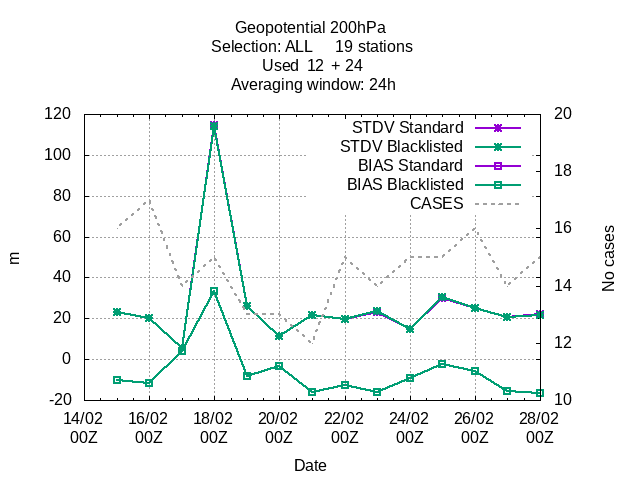 Geopotential 200hPa
Selection: ALL 19 stations
Used 12 + 24
Averaging window: 24h
STDV Standard
STDV Blacklisted
BIAS Standard
BIAS Blacklisted
CASES
120
100
80
60
40
20
0
-20
m
20
18
16
14
12
10
No cases
14/02 16/02 18/02 20/02 22/02 24/02 26/02 28/02
00Z 00Z 00Z 00Z 00Z 00Z 00Z 00Z
Date